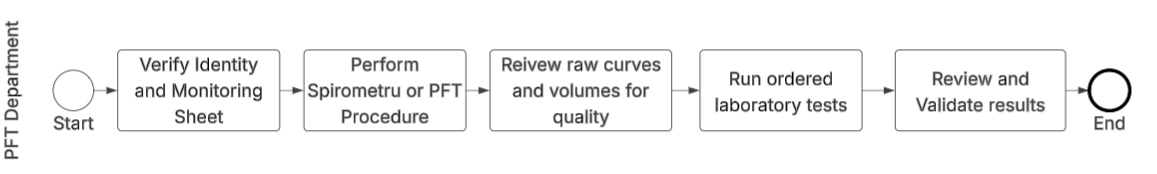 PFT Department
Start
Verify Identity
and Monitoring
Sheet
Perform
Spirometru or PFT
Procedure
Reivew raw curves
and volumes for
quality
Run ordered
laboratory tests
Review and
Validate results
End